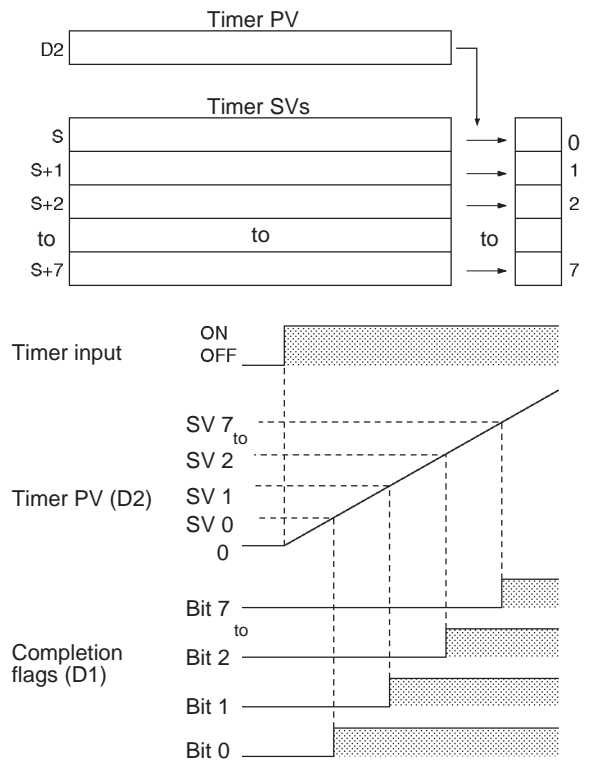 Timer PV
D2
Timer SVs
S
0
S+1
1
S+2
2
to
to
to
S+7
7
Timer input
ON
OFF
SV 7
to
SV 2
Timer PV (D2)
SV 1
SV 0
0
Bit 7
to
Completion
flags (D1)
Bit 2
Bit 1
Bit 0